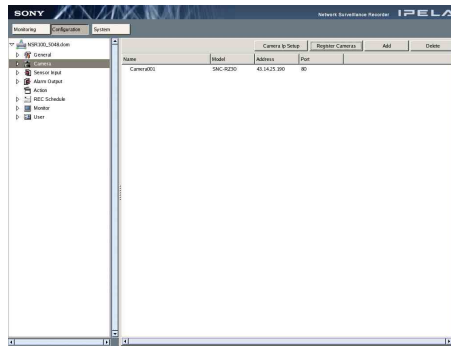 SONY
Network Surveillance Recorder IPELA
Monitoring Configuration System
NSR100_5048.dom
General
Camera
Sensor Input
Alarm Output
Action
REC Schedule
Monitor
User
Camera Ip Setup Register Cameras Add Delete
Name Model Address Port
Camera001 SNC-RZ30 43.14.25.190 80